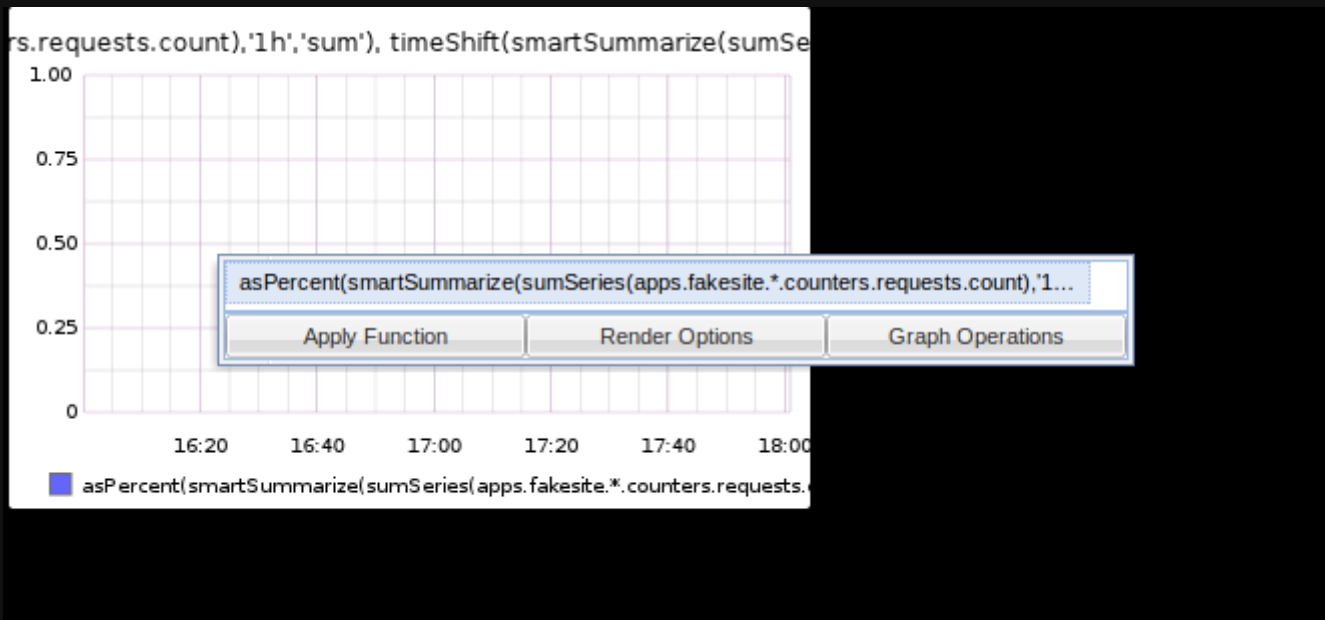 rs.requests.count),'1h','sum'), timeShift(smartSummarize(sumSe
1.00
0.75
0.50
asPercent(smartSummarize(sumSeries(apps.fakesite.*.counters.requests.count),'1...
0.25
Apply Function Render Options Graph Operations
0
16:20 16:40 17:00 17:20 17:40 18:00
asPercent(smartSummarize(sumSeries(apps.fakesite.*.counters.requests.